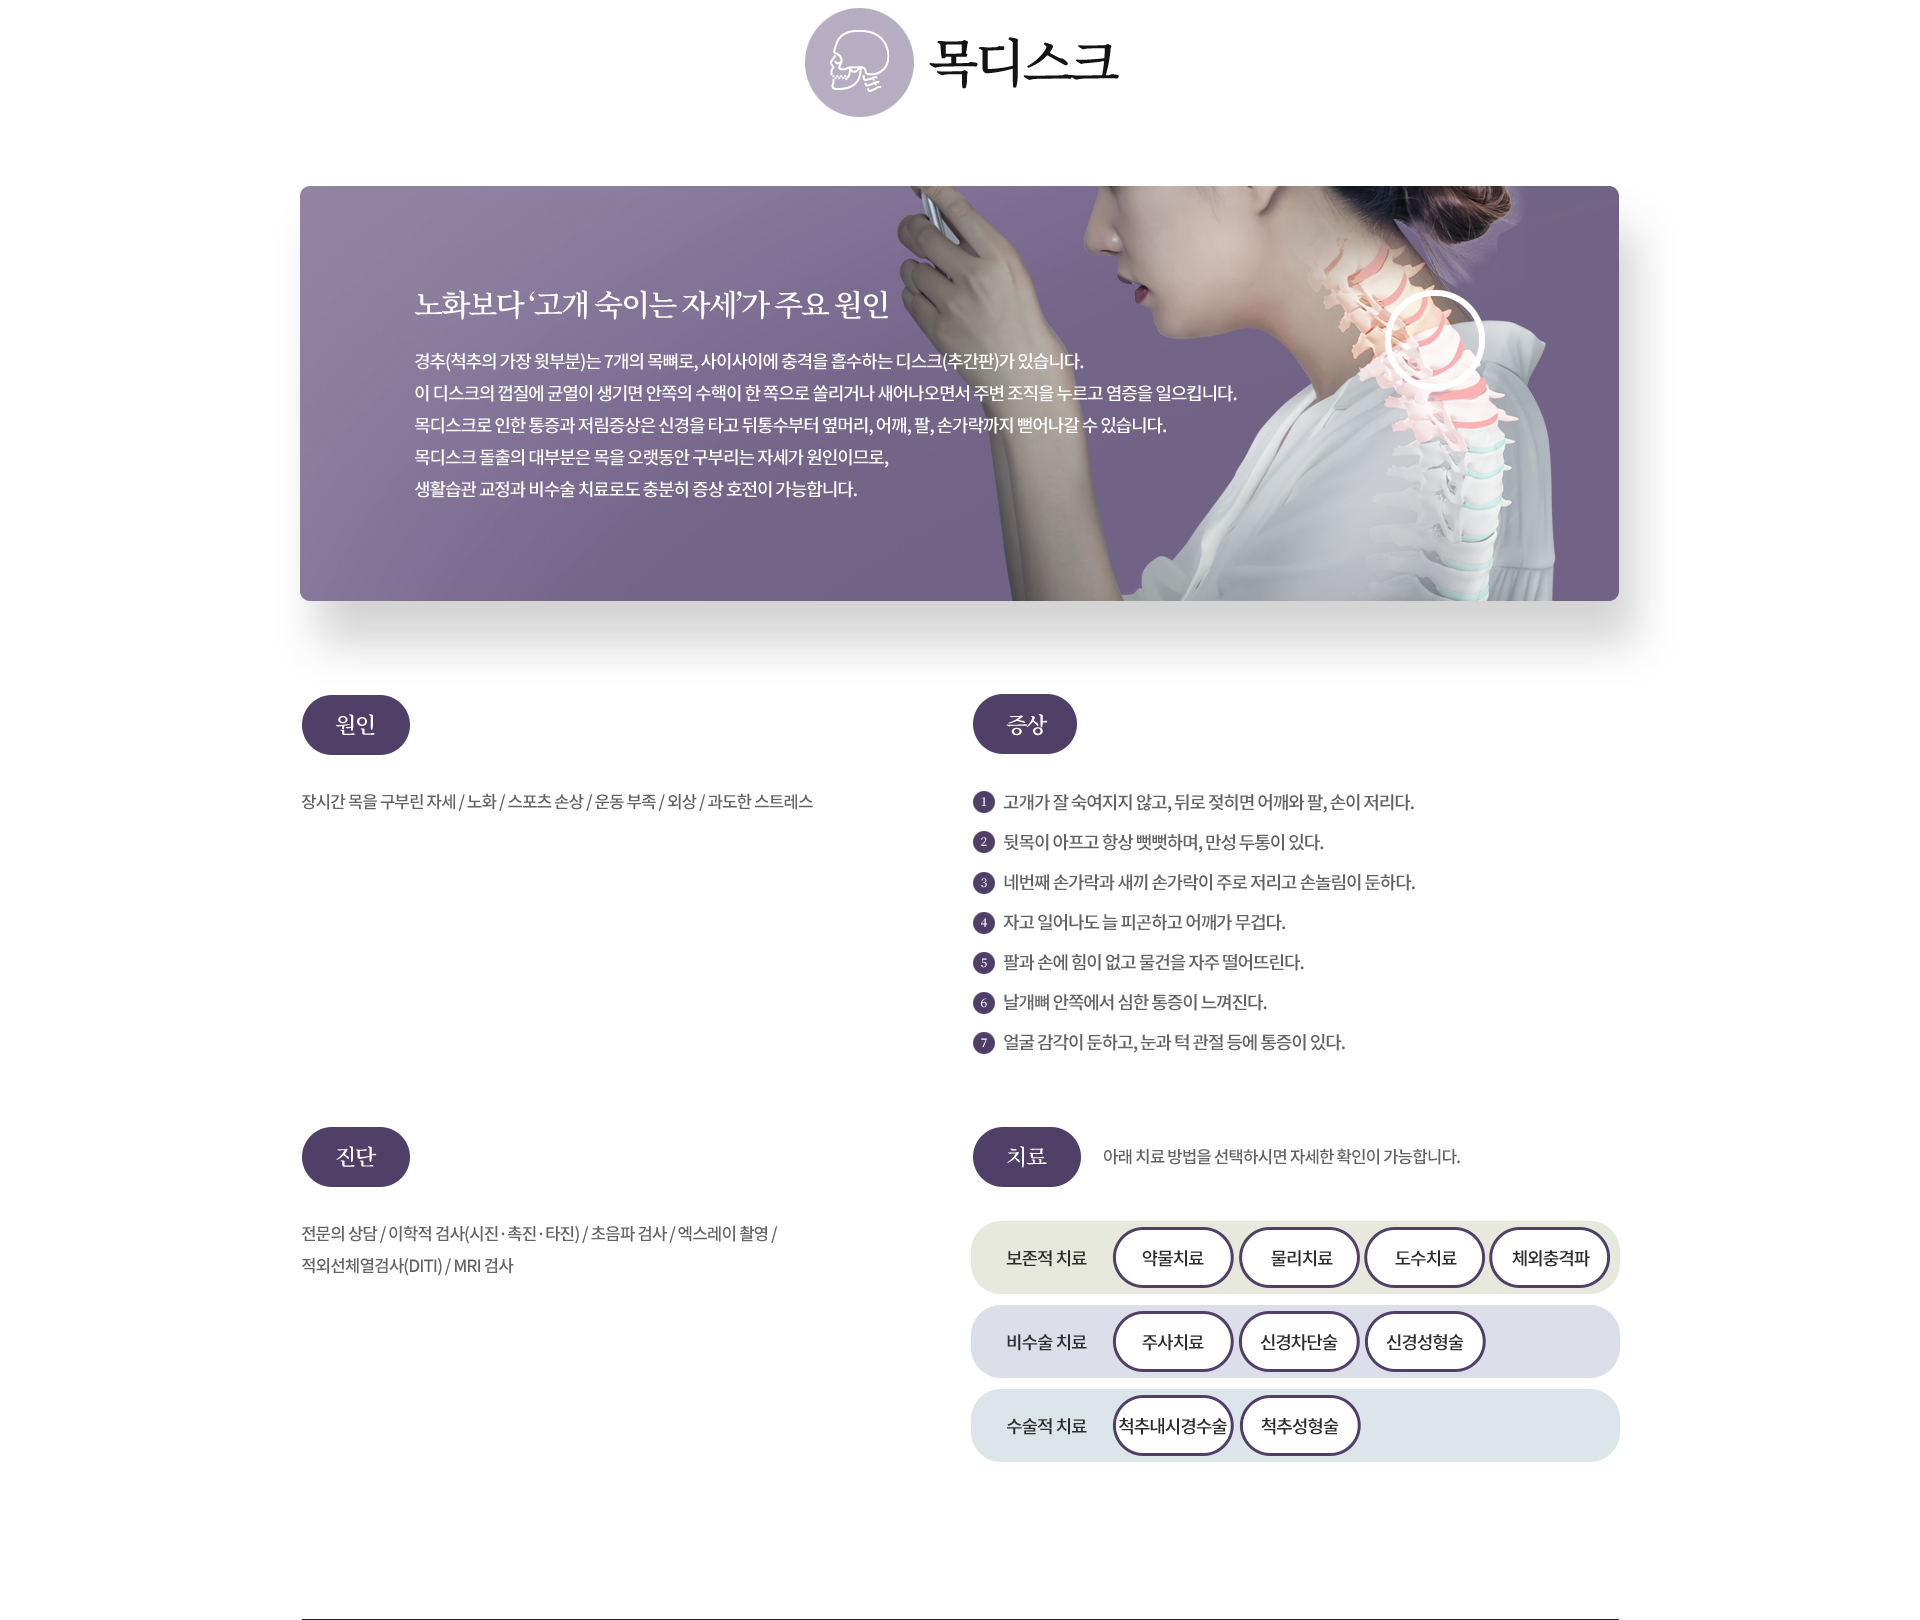 목디스크
노화보다 ‘고개 숙이는 자세’가 주요 원인
경추(척추의 가장 윗부분)는 7개의 목뼈로, 사이사이에 충격을 흡수하는 디스크(추간판)가 있습니다.
이 디스크의 껍질에 균열이 생기면 안쪽의 수핵이 한 쪽으로 쏠리거나 새어나오면서 주변 조직을 누르고 염증을 일으킵니다.
목디스크로 인한 통증과 저림증상은 신경을 타고 뒤통수부터 옆머리, 어깨, 팔, 손가락까지 뻗어나갈 수 있습니다.
목디스크 돌출의 대부분은 목을 오랫동안 구부리는 자세가 원인이므로,
생활습관 교정과 비수술 치료로도 충분히 증상 호전이 가능합니다.
원인
장시간 목을 구부린 자세 / 노화 / 스포츠 손상 / 운동 부족 / 외상 / 과도한 스트레스
증상
1 고개가 잘 숙여지지 않고, 뒤로 젖히면 어깨와 팔, 손이 저리다.
2 뒷목이 아프고 항상 뻣뻣하며, 만성 두통이 있다.
3 네번째 손가락과 새끼 손가락이 주로 저리고 손놀림이 둔하다.
4 자고 일어나도 늘 피곤하고 어깨가 무겁다.
5 팔과 손에 힘이 없고 물건을 자주 떨어뜨린다.
6 날개뼈 안쪽에서 심한 통증이 느껴진다.
7 얼굴 감각이 둔하고, 눈과 턱 관절 등에 통증이 있다.
진단
전문의 상담 / 이학적 검사(시진·촉진·타진) / 초음파 검사 / 엑스레이 촬영 /
적외선체열검사(DITI) / MRI 검사
치료 아래 치료 방법을 선택하시면 자세한 확인이 가능합니다.
보존적 치료 약물치료 물리치료 도수치료 체외충격파
비수술 치료 주사치료 신경차단술 신경성형술
수술적 치료 척추내시경수술 척추성형술